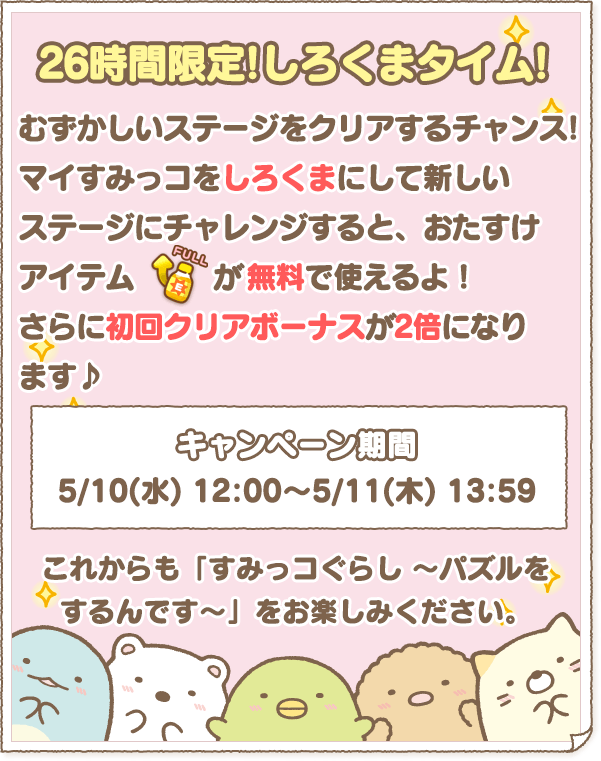 26時間限定!しろくまタイム!
むずかしいステージをクリアするチャンス!
マイすみっコをしろくまにして新しい
ステージにチャレンジすると、おたすけ
アイテム FULL E が無料で使えるよ！
さらに初回クリアボーナスが2倍になり
ます♪
キャンペーン期間
5/10(水) 12:00～5/11(木) 13:59
これからも「すみっコぐらし ～パズルを
するんです～」をお楽しみください。